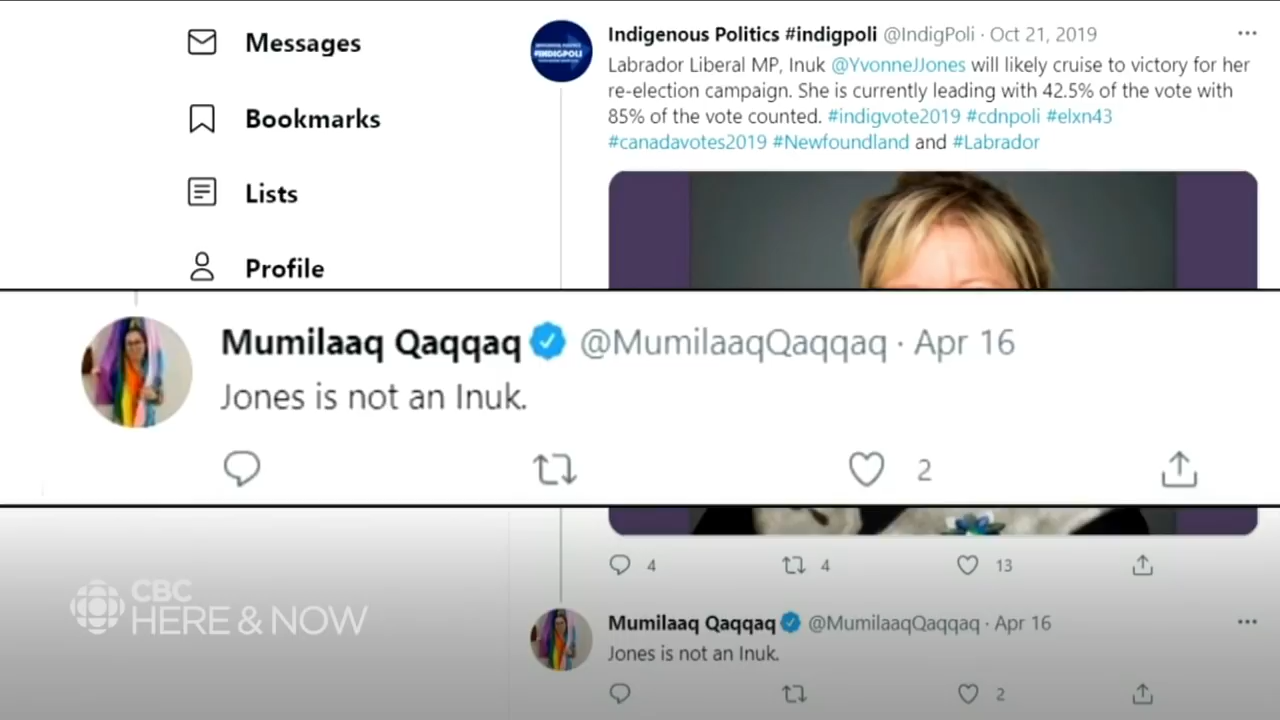 Messages
Bookmarks
Lists
Profile
#INDIGPOLI
Indigenous Politics #indigpoli @IndigPoli · Oct 21, 2019
Labrador Liberal MP, Inuk @YvonneJJones will likely cruise to victory for her
re-election campaign. She is currently leading with 42.5% of the vote with
85% of the vote counted. #indigvote2019 #cdnpoli #elxn43
#canadavotes2019 #Newfoundland and #Labrador
Mumilaaq Qaqqaq @MumilaaqQaqqaq · Apr 16
Jones is not an Inuk.
2
4
4
13
Mumilaaq Qaqqaq @MumilaaqQaqqaq · Apr 16
Jones is not an Inuk.
2
CBC
HERE & NOW